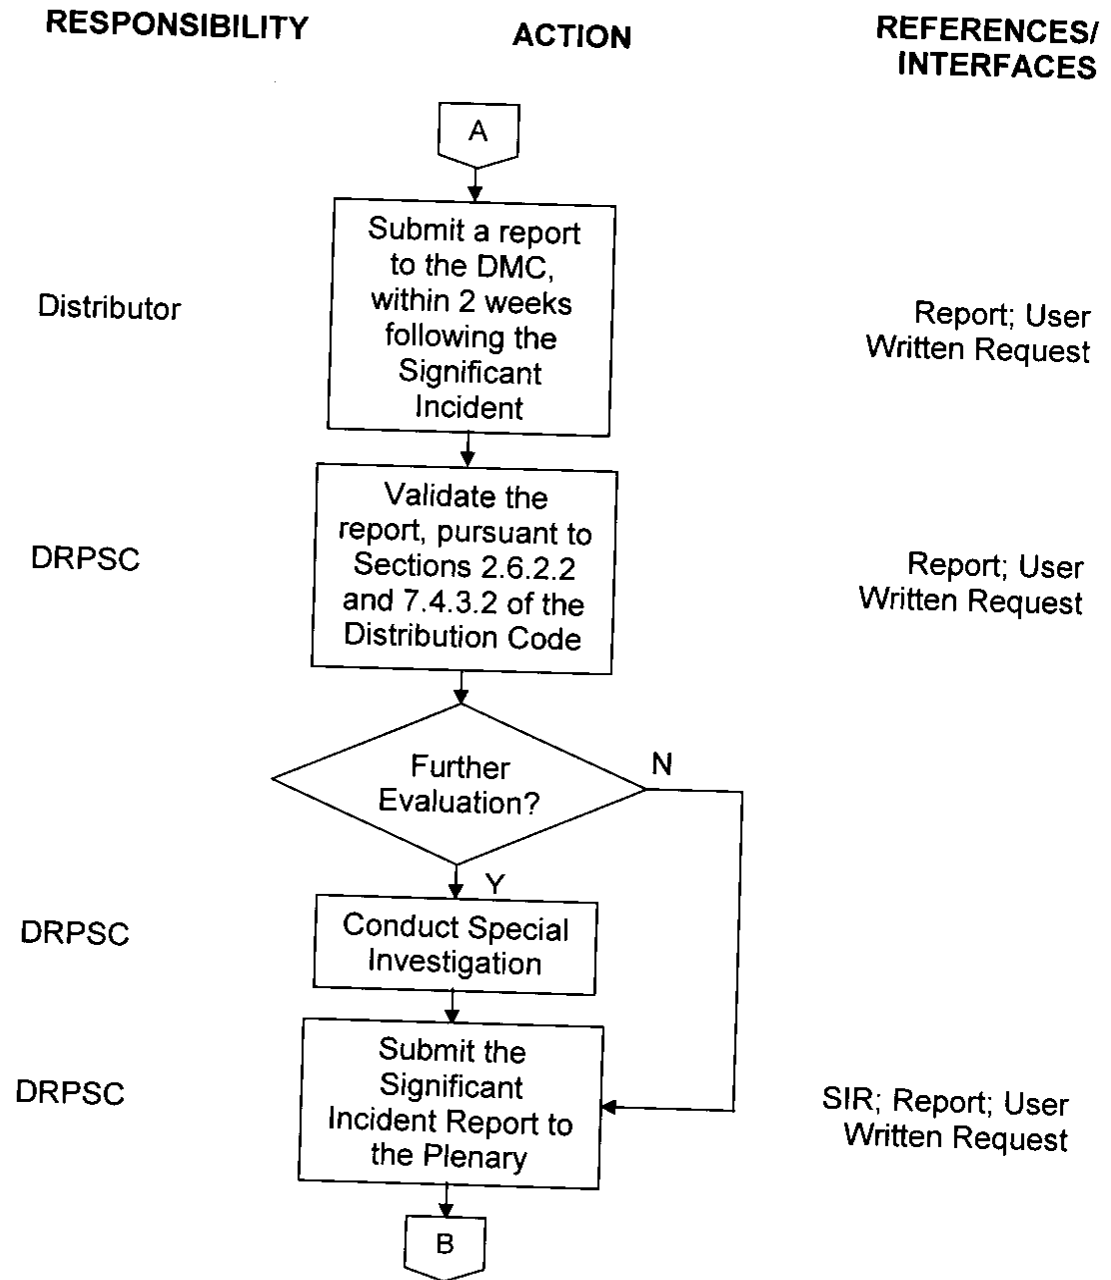 RESPONSIBILITY
ACTION
REFERENCES/
INTERFACES
A
Submit a report
to the DMC,
within 2 weeks
following the
Significant
Incident
Distributor
Report; User
Written Request
Validate the
report, pursuant to
Sections 2.6.2.2
and 7.4.3.2 of the
Distribution Code
DRPSC
Report; User
Written Request
Further
Evaluation?
N
Y
DRPSC
Conduct Special
Investigation
DRPSC
Submit the
Significant
Incident Report to
the Plenary
SIR; Report; User
Written Request
B